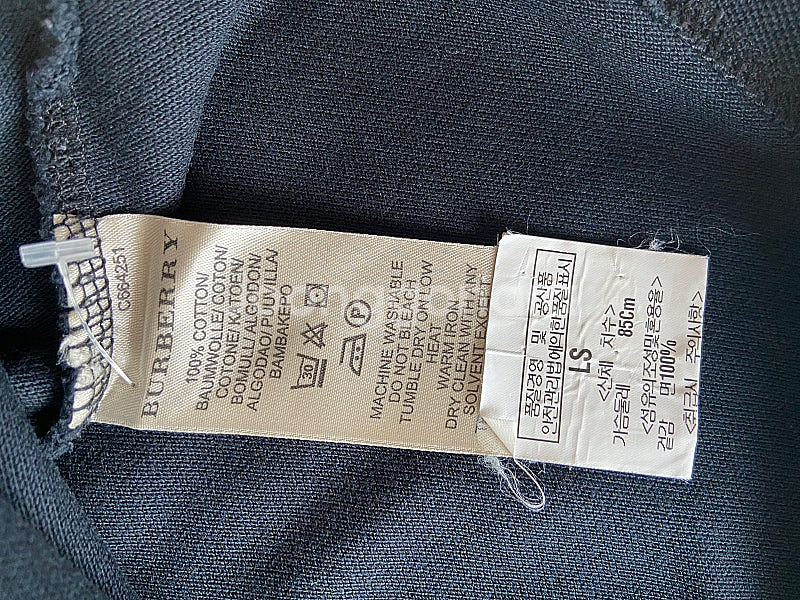 C664251
BURBERRY
100% COTTON/
BAUMWOLLE/COTON/
COTONE/KATOEN/
BOMULL/ALGODON/
ALGODAO/PUUVILLA/
BAMBAKEPO
30
P
MACHINE WASHABLE
DO NOT BLEACH
TUMBLE DRY ON LOW
HEAT
WARM IRON
DRY CLEAN WITH ANY
SOLVENT EXCEPT
품질경영 및 공산품
안전관리법에의한품질표시
LS
<신체 치수>
가슴둘레 85Cm
<섬유의조성및혼용율>
겉감 면100%
<취급시 주의사항>